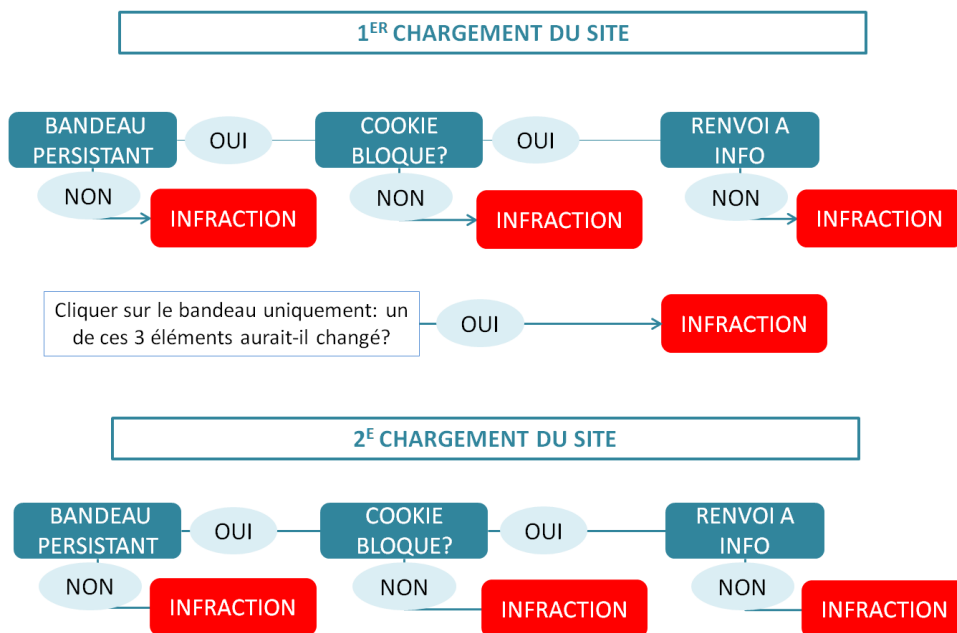 1ER CHARGEMENT DU SITE
BANDEAU
PERSISTANT
OUI
COOKIE
BLOQUE?
OUI
RENVOI A
INFO
NON
INFRACTION
NON
INFRACTION
NON
INFRACTION
Cliquer sur le bandeau uniquement: un
de ces 3 éléments aurait-il changé?
OUI
INFRACTION
2E CHARGEMENT DU SITE
BANDEAU
PERSISTANT
OUI
COOKIE
BLOQUE?
OUI
RENVOI A
INFO
NON
INFRACTION
NON
INFRACTION
NON
INFRACTION